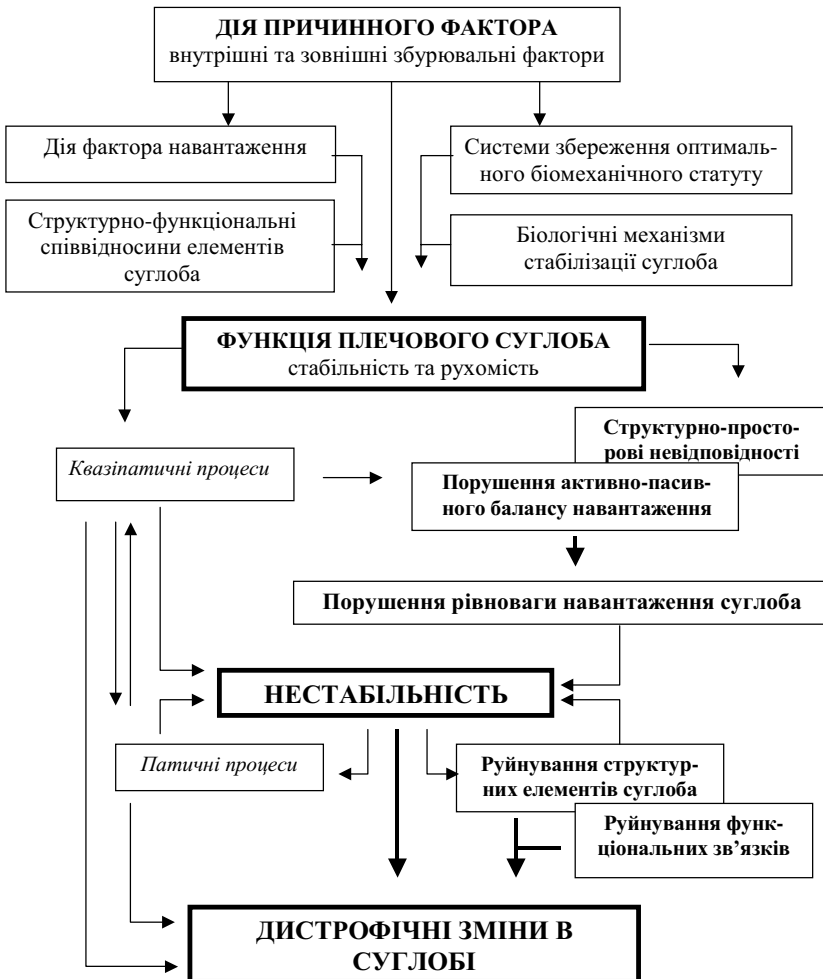 ДІЯ ПРИЧИННОГО ФАКТОРА
внутрішні та зовнішні збурювальні фактори
Дія фактора навантаження
Системи збереження оптималь-
ного біомеханічного статуту
Структурно-функціональні
співвідносини елементів
суглоба
Біологічні механізми
стабілізації суглоба
ФУНКЦІЯ ПЛЕЧОВОГО СУГЛОБА
стабільність та рухомість
Структурно-просто-
рові невідповідності
Квазіпатичні процеси
Порушення активно-пасив-
ного балансу навантаження
Порушення рівноваги навантаження суглоба
НЕСТАБІЛЬНІСТЬ
Патичні процеси
Руйнування структур-
них елементів суглоба
Руйнування функ-
ціональних зв’язків
ДИСТРОФІЧНІ ЗМІНИ В
СУГЛОБІ